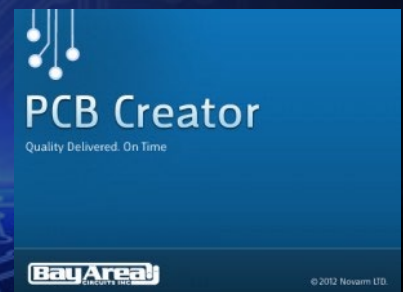 PCB Creator
Quality Delivered. On Time
BayArea
CIRCUITS INC
© 2012 Novarm LTD.